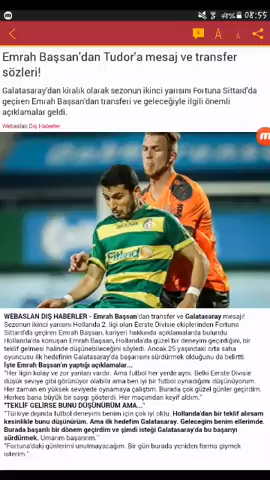 %48 08:55
A A
Emrah Başsan'dan Tudor'a mesaj ve transfer
sözleri!
Galatasaray'dan kiralık olarak sezonun ikinci yarısını Fortuna Sittard'da
geçiren Emrah Başsan'dan transferi ve geleceğiyle ilgili önemli
açıklamalar geldi.
Webaslan Dış Haberler
WEBASLAN DIŞ HABERLER - Emrah Başsan'dan transfer ve Galatasaray mesajı!
Sezonun ikinci yarısını Hollanda 2. ligi olan Eerste Divisie ekiplerinden Fortuna
Sittard'da geçiren Emrah Başsan, kariyeri hakkında açıklamalarda bulundu
Hollanda'da konuşan Emrah Başsan, Hollanda'da güzel bir deneyim geçirdiğini, bir
teklif gelmesi halinde düşünebileceğini söyledi. Ancak 25 yaşındaki orta saha
oyuncusu ilk hedefinin Galatasaray'da başarısını sürdürmek olduğunu da belirtti.
İşte Emrah Başsan'ın yaptığı açıklamalar...
"Her ligin kolay ve zor yanları vardır. Ama futbol her yerde aynı. Belki Eerste Divisie
düşük seviye gibi görünüyor olabilir ama ben iyi bir futbol oynadığımı düşünüyorum.
Her zaman en yüksek seviyede oynamaya çalıştım. Burada çok güzel günler geçirdim.
Herkes bana büyük bir saygı gösterdi. Her maçımdan keyif aldım."
"TEKLİF GELİRSE BUNU DÜŞÜNÜRÜM AMA..."
"Türkiye dışında futbol deneyimi benim için çok iyi oldu. Hollanda'dan bir teklif alırsam
kesinlikle bunu düşünürüm. Ama ilk hedefim Galatasaray. Geleceğim benim ellerimde.
Burada başarılı bir dönem geçirdim ve şimdi isteği Galatasaray'da bu başarıyı
sürdürmek. Umarım başarırım."
"Fortuna'daki günlerimi unutmayacağım. Bir gün burada yeniden forma giymek
isterim."